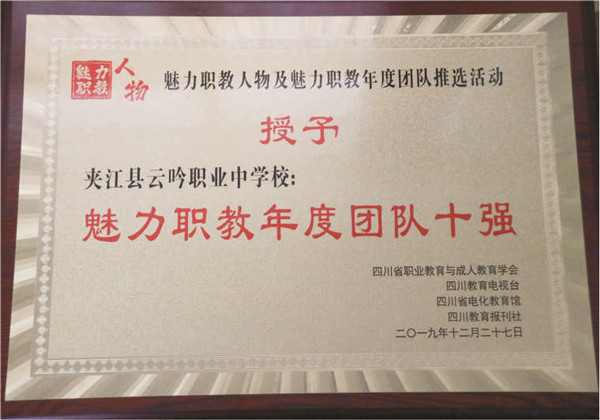 魅力
职教
人物
魅力职教人物及魅力职教年度团队推选活动
授予
夹江县云吟职业中学校:
魅力职教年度团队十强
四川省职业教育与成人教育学会
四川教育电视台
四川省电化教育馆
四川教育报刊社
二〇一九年十二月二十七日